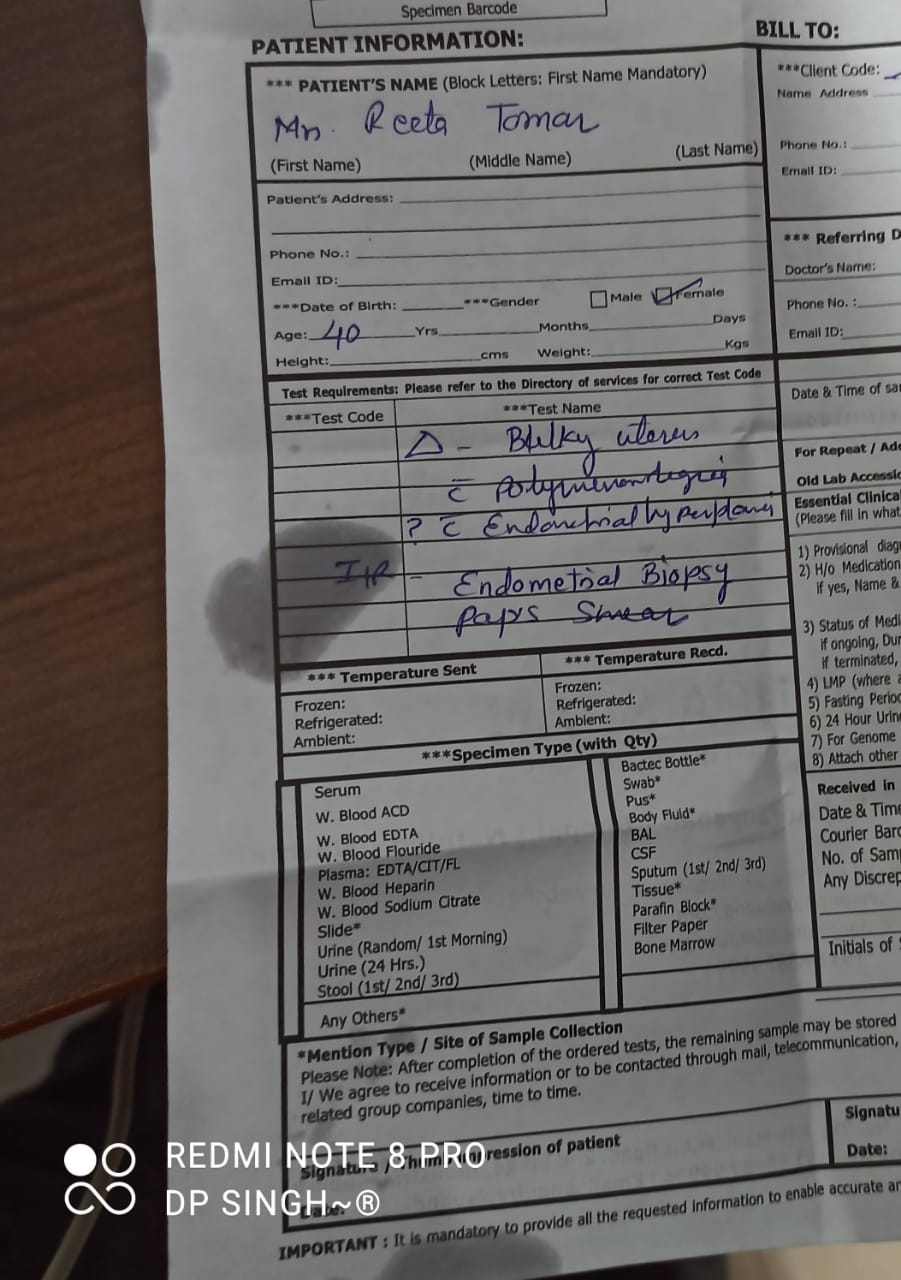 Specimen Barcode
PATIENT INFORMATION:
BILL TO:
*** PATIENT'S NAME (Block Letters: First Name Mandatory)
Mrs. Reeta Tomar
(First Name) (Middle Name) (Last Name)
Patient's Address:
Phone No.:
Email ID:
***Date of Birth: ***Gender Male Female
Age: 40 Yrs Months Days
Height: cms Weight: Kgs
***Client Code:
Name Address
Phone No.:
Email ID:
*** Referring D
Doctor's Name:
Phone No. :
Email ID:
Test Requirements: Please refer to the Directory of services for correct Test Code
***Test Code ***Test Name
Δ - Bulky uterus
c̄ Polymenorrhagia
? c̄ Endometrial hyperplasia
- Endometrial Biopsy
Paps Smear
Date & Time of sa
For Repeat / Add
Old Lab Accessio
Essential Clinica
(Please fill in what
1) Provisional diag
2) H/o Medication
if yes, Name &
3) Status of Medi
if ongoing, Dur
if terminated,
4) LMP (where a
5) Fasting Period
6) 24 Hour Urin
7) For Genome
8) Attach other
*** Temperature Sent *** Temperature Recd.
Frozen: Frozen:
Refrigerated: Refrigerated:
Ambient: Ambient:
***Specimen Type (with Qty)
Serum
W. Blood ACD
W. Blood EDTA
W. Blood Flouride
Plasma: EDTA/CIT/FL
W. Blood Heparin
W. Blood Sodium Citrate
Slide*
Urine (Random/ 1st Morning)
Urine (24 Hrs.)
Stool (1st/ 2nd/ 3rd)
Any Others*
Bactec Bottle*
Swab*
Pus*
Body Fluid*
BAL
CSF
Sputum (1st/ 2nd/ 3rd)
Tissue*
Parafin Block*
Filter Paper
Bone Marrow
Received in
Date & Time
Courier Barc
No. of Sam
Any Discrep
Initials of S
*Mention Type / Site of Sample Collection
Please Note: After completion of the ordered tests, the remaining sample may be stored
I/ We agree to receive information or to be contacted through mail, telecommunication,
related group companies, time to time.
Signature / Thumb Impression of patient
Date:
Signatu
Date:
IMPORTANT : It is mandatory to provide all the requested information to enable accurate an
REDMI NOTE 8 PRO
DP SINGH~®